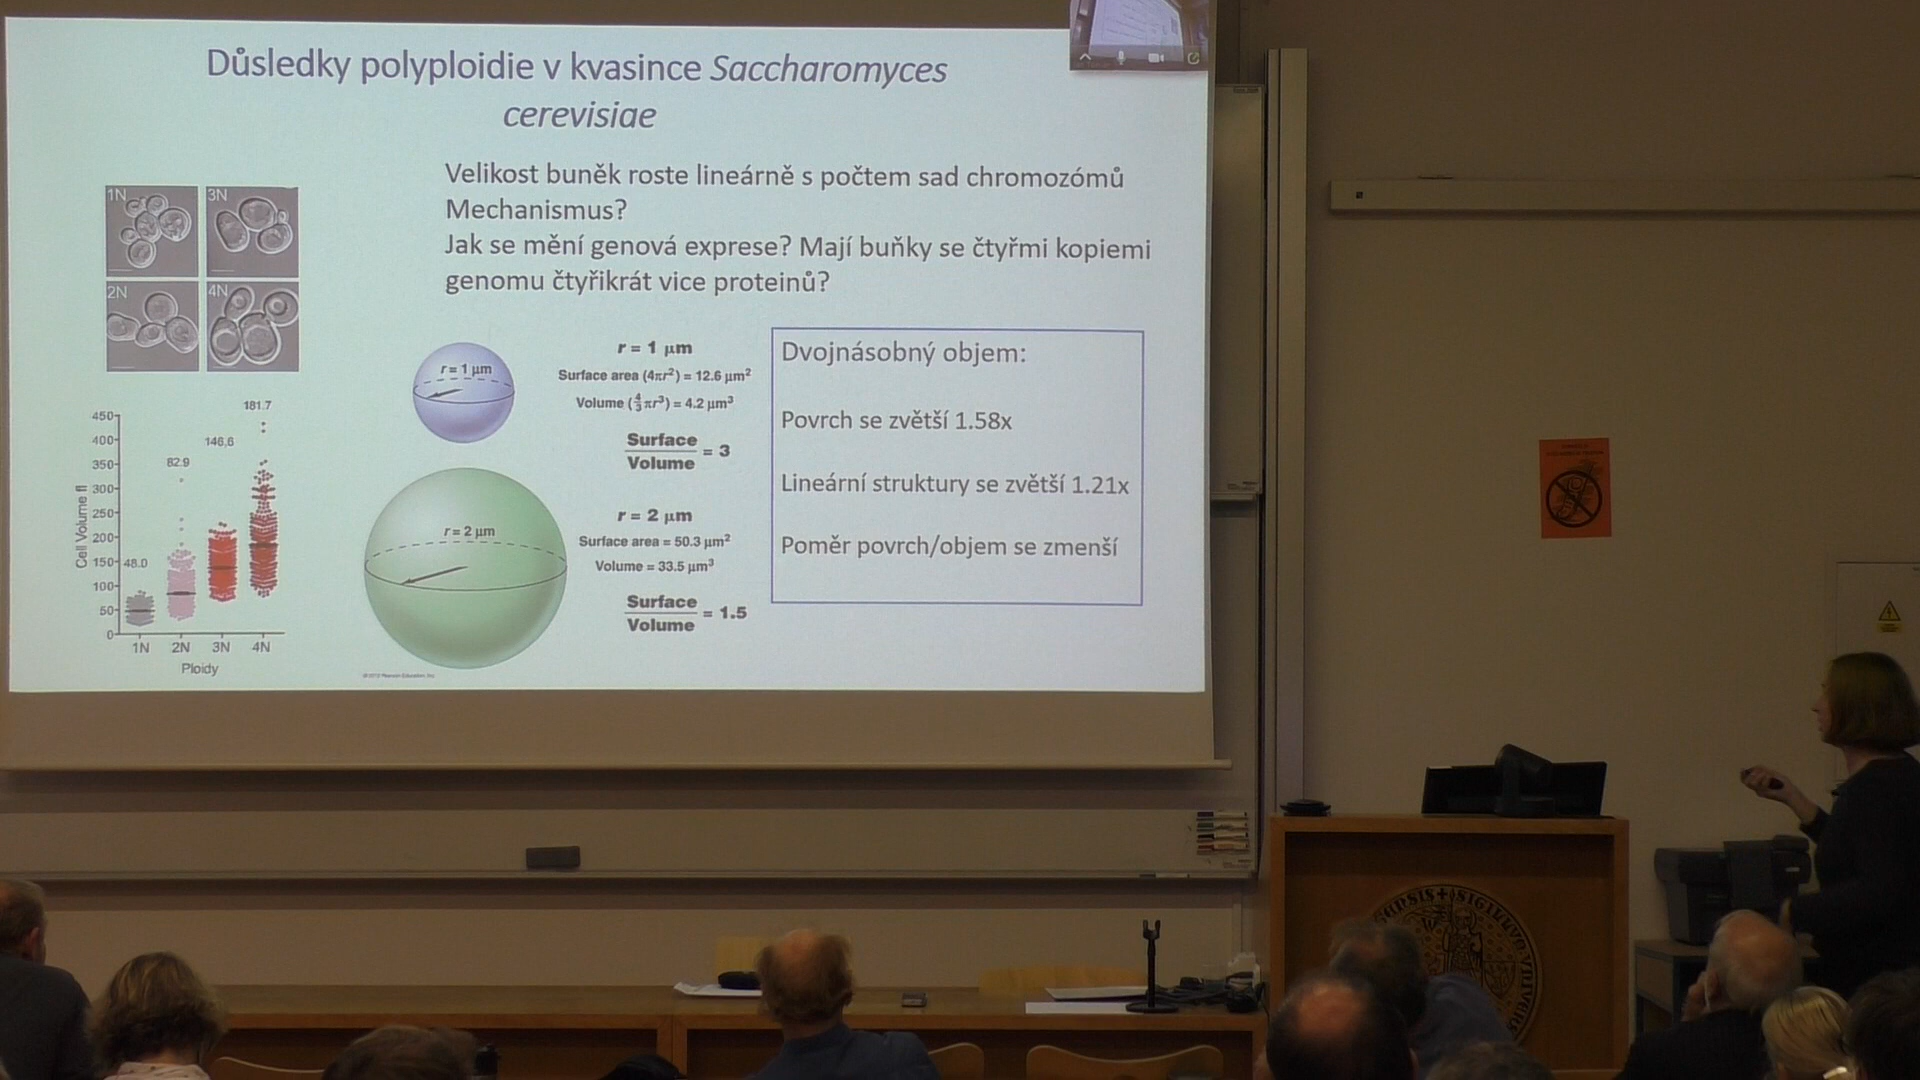 Důsledky polyploidie v kvasince Saccharomyces
cerevisiae
Velikost buněk roste lineárně s počtem sad chromozómů
Mechanismus?
Jak se mění genová exprese? Mají buňky se čtyřmi kopiemi
genomu čtyřikrát vice proteinů?
1N
3N
2N
4N
450
400
350
300
250
200
150
100
50
0
Cell Volume fl
48.0
82.9
146.6
181.7
1N 2N 3N 4N
Ploidy
r = 1 µm
r = 1 µm
Surface area (4πr²) = 12.6 µm²
Volume (4/3 πr³) = 4.2 µm³
Surface
Volume = 3
r = 2 µm
r = 2 µm
Surface area = 50.3 µm²
Volume = 33.5 µm³
Surface
Volume = 1.5
Dvojnásobný objem:
Povrch se zvětší 1.58x
Lineární struktury se zvětší 1.21x
Poměr povrch/objem se zmenší